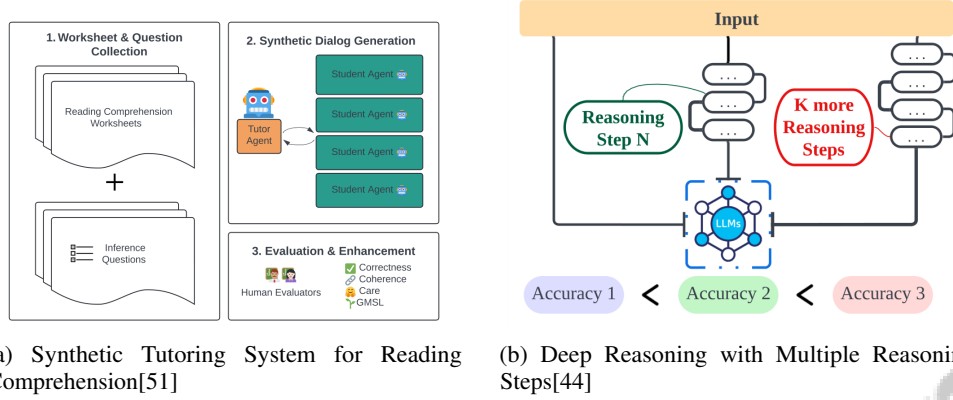 1. Worksheet & Question
Collection
Reading Comprehension
Worksheets
+
Inference
Questions
2. Synthetic Dialog Generation
Tutor
Agent
Student Agent
Student Agent
Student Agent
Student Agent
3. Evaluation & Enhancement
Human Evaluators
Correctness
Coherence
Care
GMSL
a) Synthetic Tutoring System for Reading
Comprehension[51]
Input
...
...
...
...
...
...
...
Reasoning
Step N
K more
Reasoning
Steps
LLMs
Accuracy 1 < Accuracy 2 < Accuracy 3
(b) Deep Reasoning with Multiple Reasonin
Steps[44]